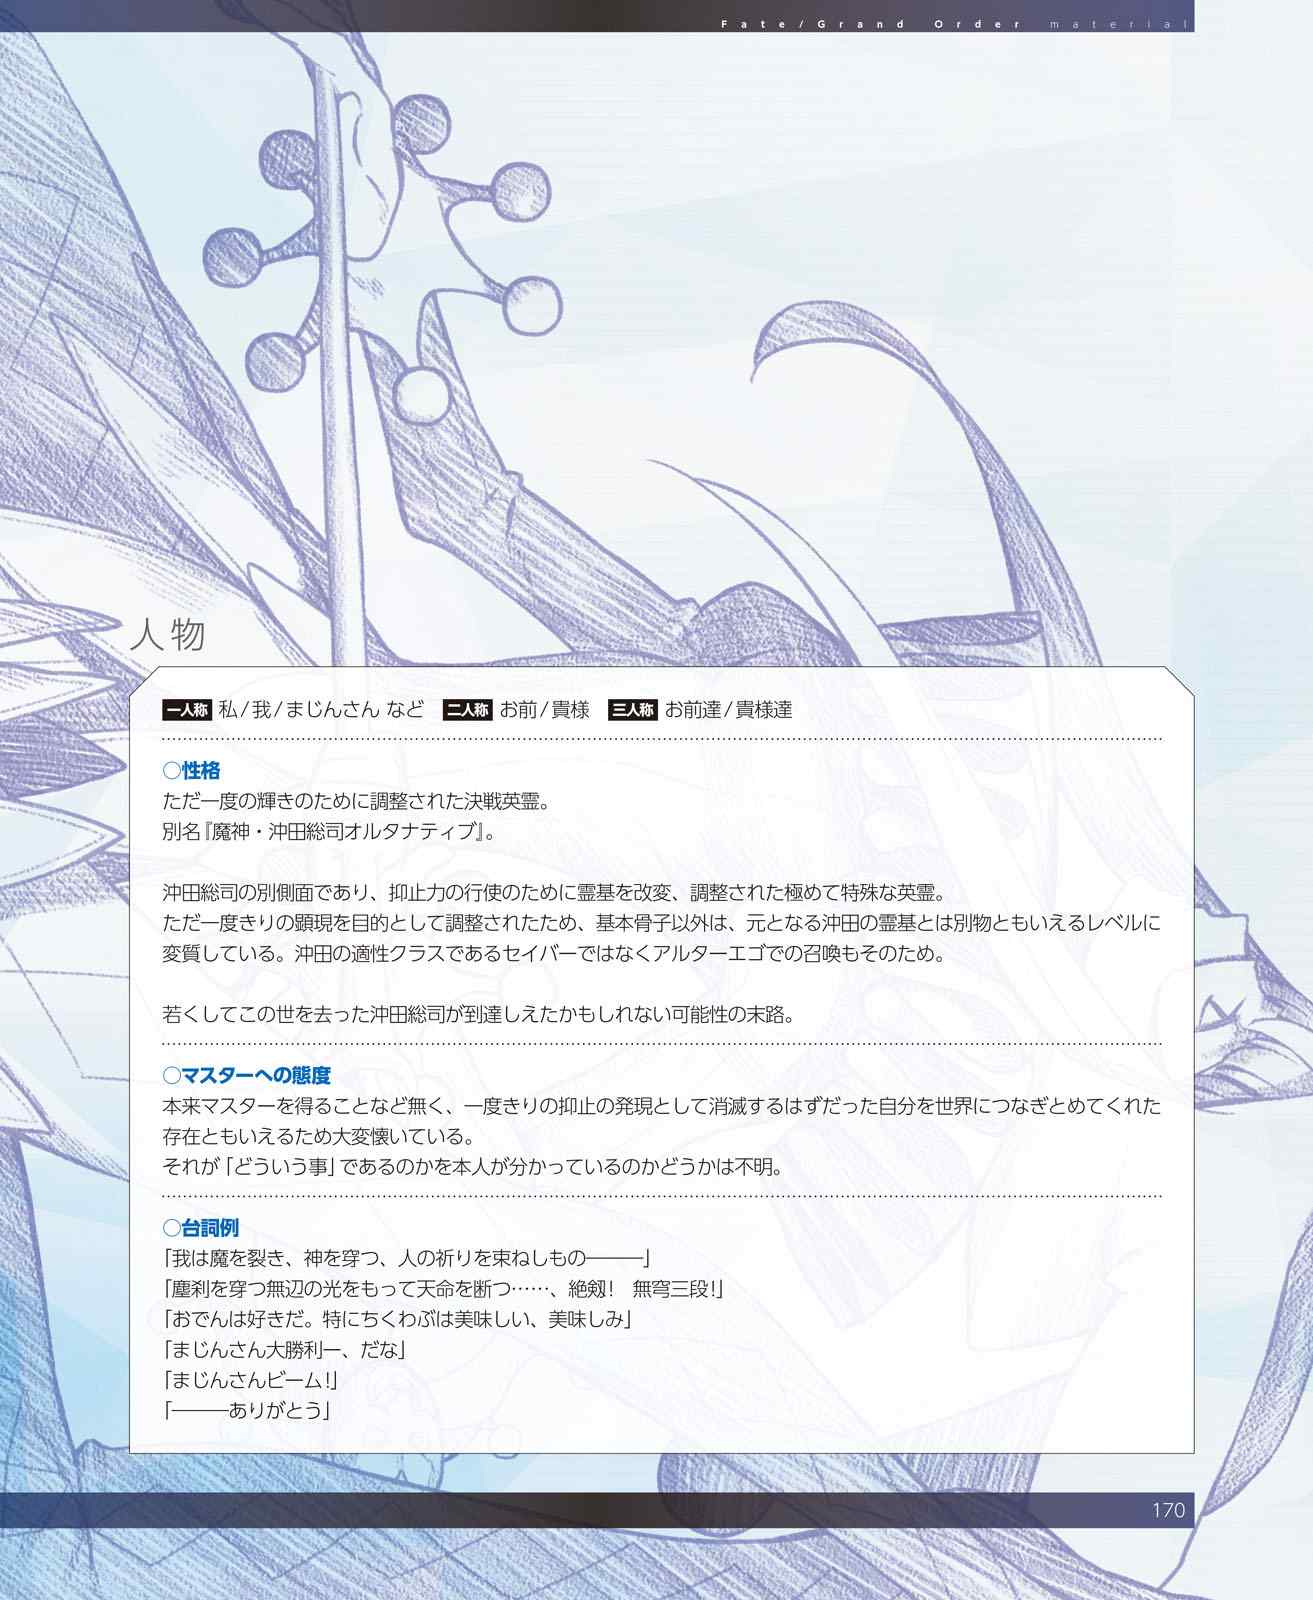 Fate/Grand Order material
人物
一人称 私/我/まじんさん など 二人称 お前/貴様 三人称 お前達/貴様達
○性格
ただ一度の輝きのために調整された決戦英霊。
別名『魔神・沖田総司オルタナティブ』。
沖田総司の別側面であり、抑止力の行使のために霊基を改変、調整された極めて特殊な英霊。
ただ一度きりの顕現を目的として調整されたため、基本骨子以外は、元となる沖田の霊基とは別物ともいえるレベルに
変質している。沖田の適性クラスであるセイバーではなくアルターエゴでの召喚もそのため。
若くしてこの世を去った沖田総司が到達しえたかもしれない可能性の末路。
○マスターへの態度
本来マスターを得ることなど無く、一度きりの抑止の発現として消滅するはずだった自分を世界につなぎとめてくれた
存在ともいえるため大変懐いている。
それが「どういう事」であるのかを本人が分かっているのかどうかは不明。
○台詞例
「我は魔を裂き、神を穿つ、人の祈りを束ねしもの―――」
「塵刹を穿つ無辺の光をもって天命を断つ……、絶剱！ 無穹三段！」
「おでんは好きだ。特にちくわぶは美味しい、美味しみ」
「まじんさん大勝利ー、だな」
「まじんさんビーム！」
「―――ありがとう」
170